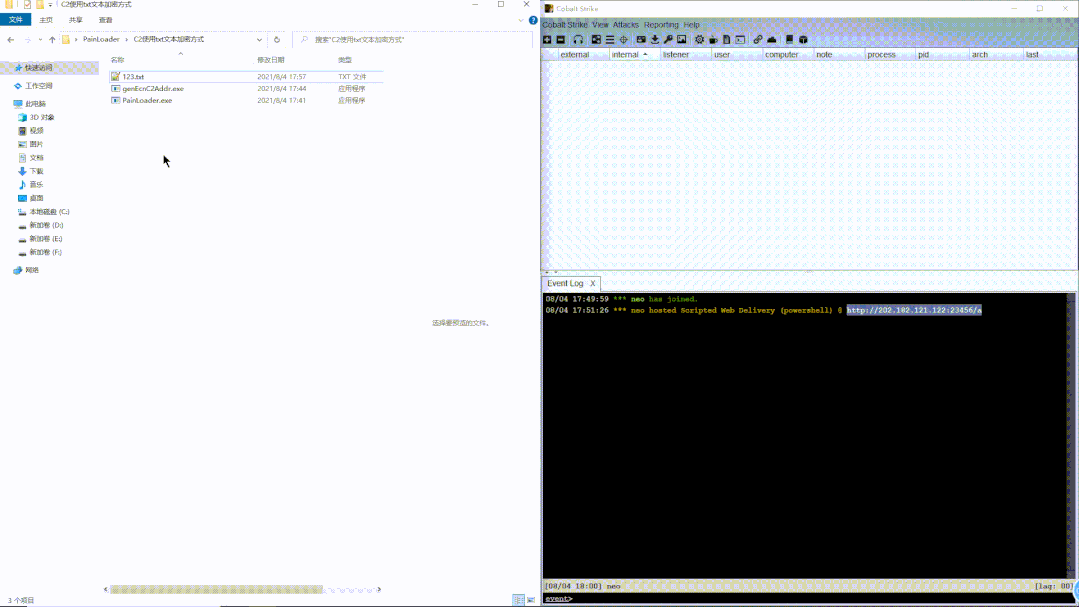 C2使用txt文本加密方式
文件 主页 共享 查看
PainLoader › C2使用txt文本加密方式
搜索"C2使用txt文本加密方式"
名称 修改日期 类型
123.txt 2021/8/4 17:57 TXT 文件
genEcnC2Addr.exe 2021/8/4 17:44 应用程序
PainLoader.exe 2021/8/4 17:41 应用程序
快速访问
工作空间
此电脑
3D 对象
视频
图片
文档
下载
音乐
桌面
本地磁盘 (C:)
新加卷 (D:)
新加卷 (E:)
新加卷 (F:)
网络
选择要预览的文件。
3 个项目
Cobalt Strike
Cobalt Strike View Attacks Reporting Help
external internal listener user computer note process pid arch last
Event Log X
08/04 17:49:59 *** neo has joined.
08/04 17:51:26 *** neo hosted Scripted Web Delivery (powershell) @ http://202.182.121.122:23456/a
[08/04 18:00] neo [lag: 00]
event>